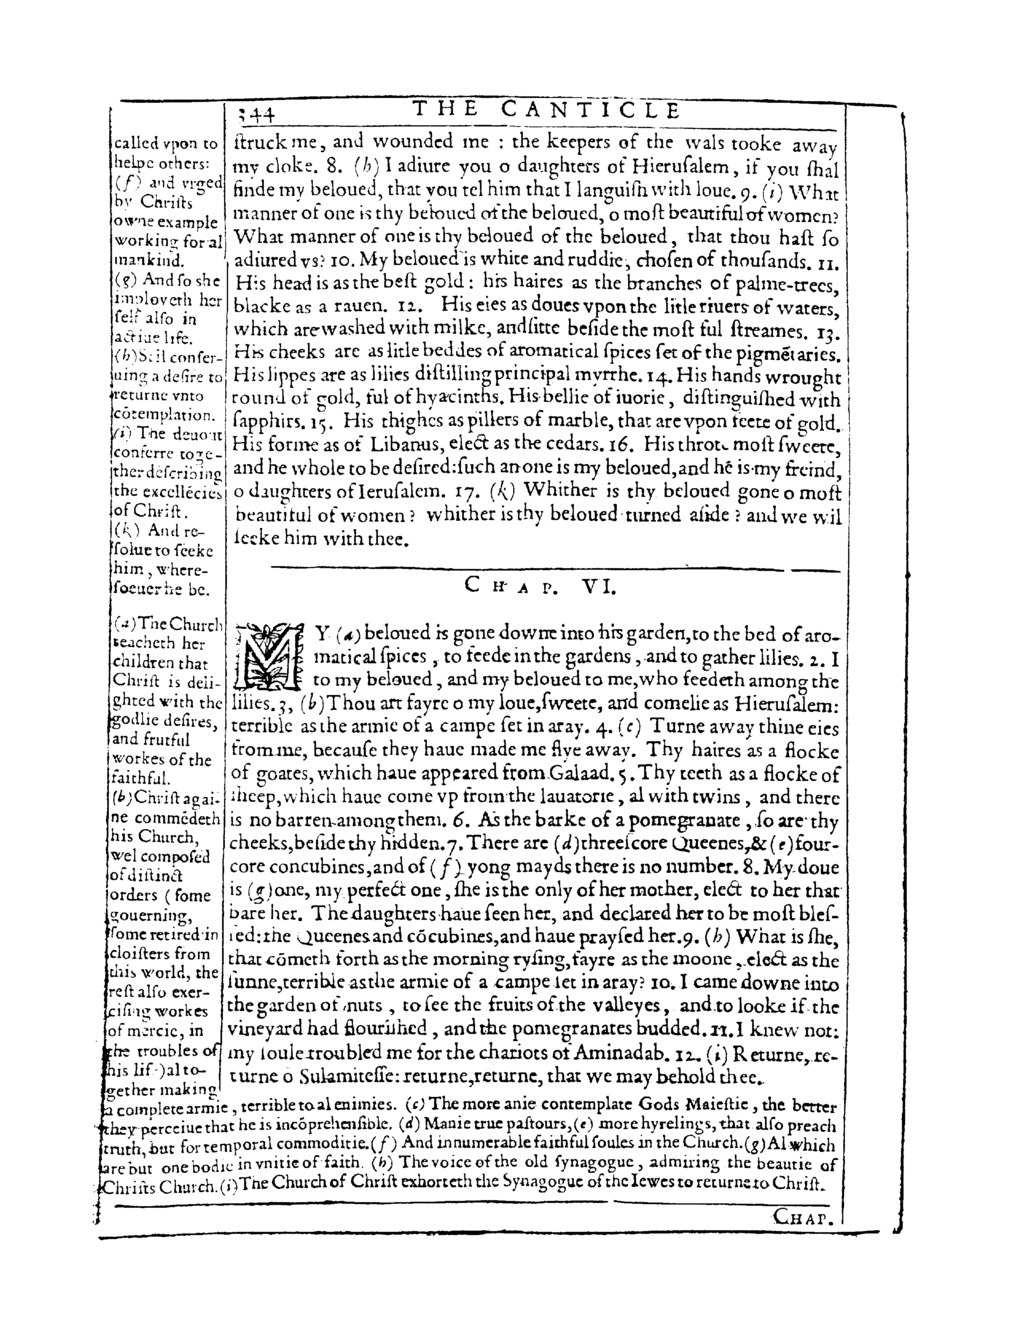 344 THE CANTICLE
called vpon to
helpe others:
(f) and vrged
by Chriſts
owne example
working for al
mankind.
(g) And ſo she
imployeth her
ſelf alſo in
actiue life.
(h) Stil conſer-
uing a deſire to
returne vnto
cōtemplation.
(i) The deuout
conferre toge-
ther deſcribing
the excellēcies
of Chriſt.
(k) And re-
ſolue to ſeeke
him, where-
ſoeuer he be.
ſtruck me, and wounded me : the keepers of the wals tooke away
my cloke. 8. (h) I adiure you o daughters of Hieruſalem, if you ſhal
finde my beloued, that you tel him that I languiſh with loue. 9. (i) What
manner of one is thy beloued of the beloued, o moſt beautiful of women?
What manner of one is thy beloued of the beloued, that thou haſt ſo
adiured vs? 10. My beloued is white and ruddie, choſen of thouſands. 11.
His head is as the beſt gold : his haires as the branches of palme-trees,
blacke as a rauen. 12. His eies as doues vpon the litle riuers of waters,
which are washed with milke, and ſitte beſide the moſt ful ſtreames. 13.
His cheeks are as litle beddes of aromatical ſpices ſet of the pigmētaries.
His lippes are as lilies diſtilling principal myrrhe. 14. His hands wrought
round of gold, ful of hyacinths. His bellie of iuorie, diſtinguiſhed with
ſapphirs. 15. His thighes as pillers of marble, that are vpon feete of gold.
His forme as of Libanus, elect as the cedars. 16. His throte moſt ſweete,
and he whole to be deſired: ſuch an one is my beloued, and he is my freind,
o daughters of Ieruſalem. 17. (k) Whither is thy beloued gone o moſt
beautiful of women? whither is thy beloued turned aſide? and we wil
ſeeke him with thee.
CHAP. VI.
(a) The Church
teacheth her
children that
Chriſt is deli-
ghted with the
godlie deſires,
and frutful
workes of the
faithful.
(b) Chriſt agai-
ne commēdeth
his Church,
wel compoſed
of diſtinct
orders (ſome
gouerning,
ſome retired in
cloiſters from
this world, the
reſt alſo exer-
ciſing workes
of mercie, in
the troubles of
this lif-) al to-
gether making
MY (a) beloued is gone downe into his garden, to the bed of aro-
matical ſpices, to feede in the gardens, and to gather lilies. 2. I
to my beloued, and my beloued to me, who feedeth among the
lilies. 3, (b) Thou art fayre o my loue, ſweete, and comelie as Hieruſalem:
terrible as the armie of a campe ſet in aray. 4. (c) Turne away thine eies
from me, becauſe they haue made me flye away. Thy haires as a flocke
of goates, which haue appeared from Galaad. 5. Thy teeth as a flocke of
ſheep, which haue come vp from the lauatorie, al with twins, and there
is no barren among them. 6. As the barke of a pomegranate, ſo are thy
cheeks, beſide thy hidden. 7. There are (d) threeſcore Queenes, & (e) four-
core concubines, and of (f) yong mayds there is no number. 8. My doue
is (g) one, my perfect one, ſhe is the only of her mother, elect to her that
bare her. The daughters haue ſeen her, and declared her to be moſt bleſ-
ſed: the Queenes and cōcubines, and haue prayſed her. 9. (h) What is ſhe,
that cōmeth forth as the morning ryſing, fayre as the moone, elect as the
ſunne, terrible as the armie of a campe ſet in aray? 10. I came downe into
the garden of nuts, to ſee the fruits of the valleyes, and to looke if the
vineyard had flouriſhed, and the pomegranates budded. 11. I knew not:
my ſoule troubled me for the chariots of Aminadab. 12. (i) Returne, re-
turne o Sulamiteſſe: returne, returne, that we may behold thee.
a complete armie, terrible to al enimies. (c) The more anie contemplate Gods Maieſtie, the better
they perceiue that he is incōprehenſible. (d) Manie true paſtours, (e) more hyrelings, that alſo preach
truth, but for temporal commoditie. (f) And innumerable faithful ſoules in the Church. (g) Al which
are but one bodie in vnitie of faith. (h) The voice of the old ſynagogue, admiring the beautie of
Chriſts Church. (i) The Church of Chriſt exhorteth the Synagogue of the Iewes to returne to Chriſt.
CHAP.